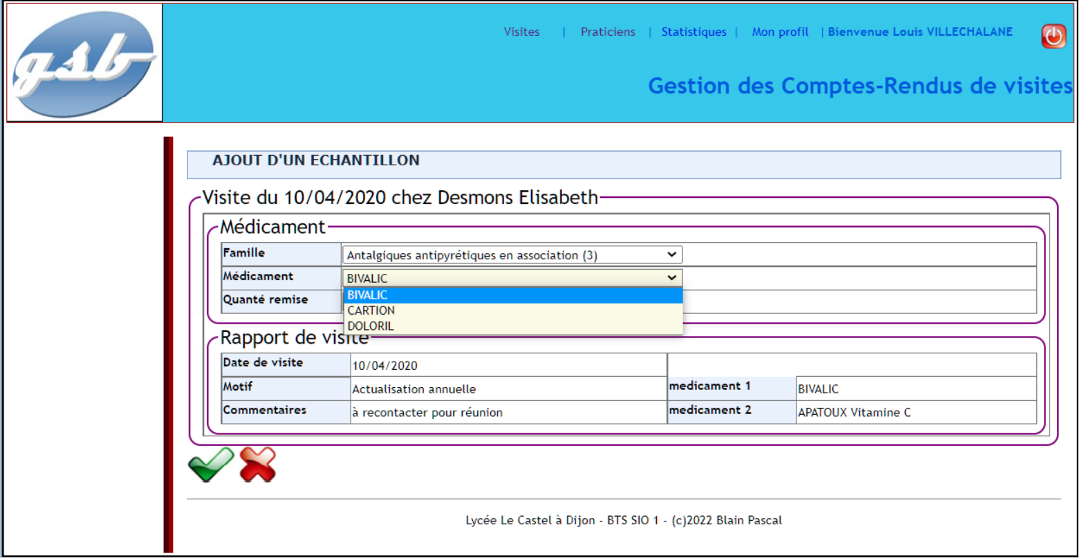 gsb
Visites | Praticiens | Statistiques | Mon profil | Bienvenue Louis VILLECHALANE
Gestion des Comptes-Rendus de visites
AJOUT D'UN ECHANTILLON
Visite du 10/04/2020 chez Desmons Elisabeth
Médicament
Famille Antalgiques antipyrétiques en association (3)
Médicament BIVALIC
Quanté remise
BIVALIC
CARTION
DOLORIL
Rapport de visite
Date de visite 10/04/2020
Motif Actualisation annuelle medicament 1 BIVALIC
Commentaires à recontacter pour réunion medicament 2 APATOUX Vitamine C
Lycée Le Castel à Dijon - BTS SIO 1 - (c)2022 Blain Pascal